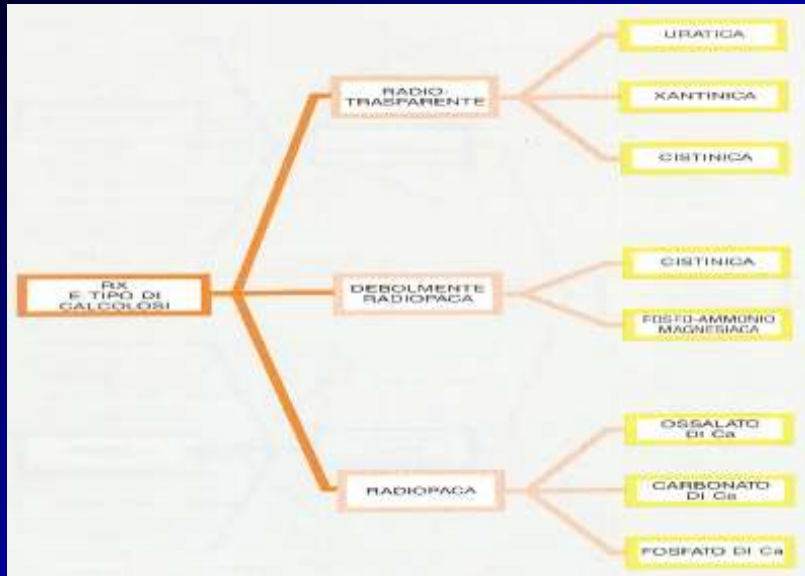 RX
E TIPO DI
CALCOLOSI
RADIO-
TRASPARENTE
URATICA
XANTINICA
CISTINICA
DEBOLMENTE
RADIOPACA
CISTINICA
FOSFO-AMMONIO
MAGNESIACA
RADIOPACA
OSSALATO
DI Ca
CARBONATO
DI Ca
FOSFATO DI Ca